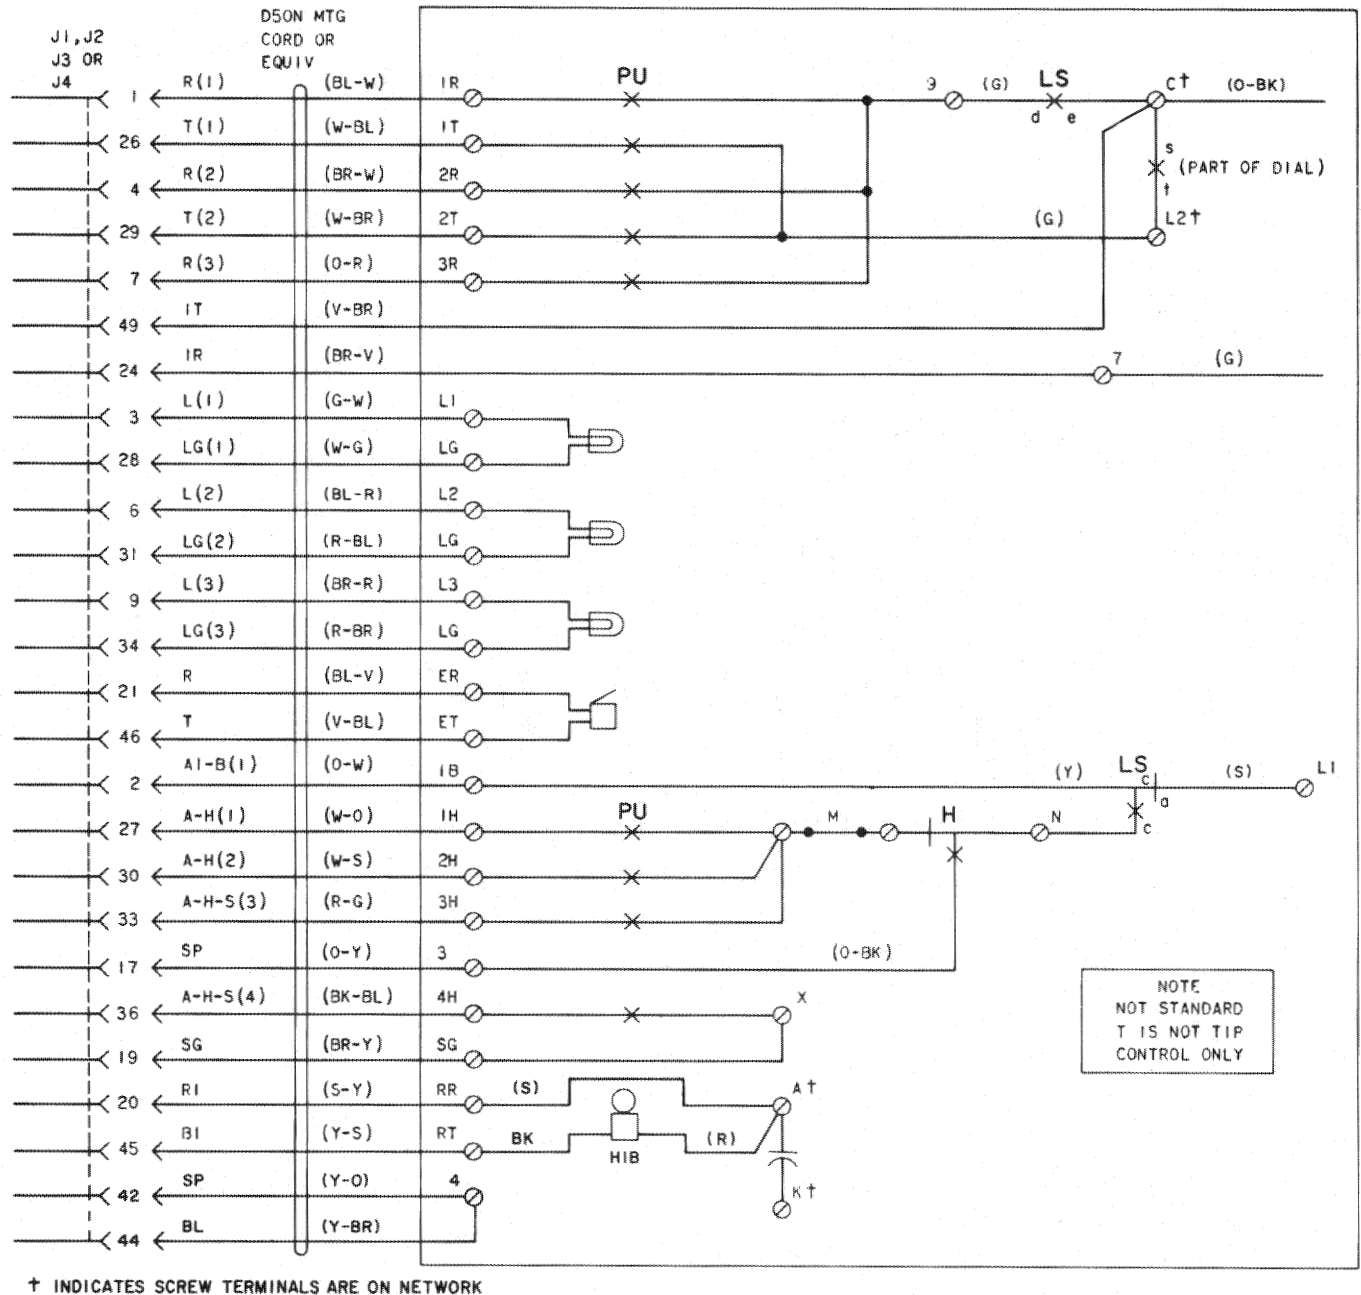 J1,J2
J3 OR
J4
D50N MTG
CORD OR
EQUIV
1 R(1) (BL-W) 1R PU 9 (G) LS C† (O-BK)
d e
26 T(1) (W-BL) 1T
s (PART OF DIAL)
t
4 R(2) (BR-W) 2R
29 T(2) (W-BR) 2T (G) L2†
7 R(3) (O-R) 3R
49 IT (V-BR)
24 IR (BR-V) 7 (G)
3 L(1) (G-W) L1
28 LG(1) (W-G) LG
6 L(2) (BL-R) L2
31 LG(2) (R-BL) LG
9 L(3) (BR-R) L3
34 LG(3) (R-BR) LG
21 R (BL-V) ER
46 T (V-BL) ET
2 A1-B(1) (O-W) 1B (Y) LS c (S) L1
a
27 A-H(1) (W-O) 1H PU M H N c
30 A-H(2) (W-S) 2H
33 A-H-S(3) (R-G) 3H
17 SP (O-Y) 3 (O-BK)
36 A-H-S(4) (BK-BL) 4H X
19 SG (BR-Y) SG
NOTE
NOT STANDARD
T IS NOT TIP
CONTROL ONLY
20 R1 (S-Y) RR (S) A†
45 B1 (Y-S) RT BK (R)
H1B
42 SP (Y-O) 4 K†
44 BL (Y-BR)
† INDICATES SCREW TERMINALS ARE ON NETWORK